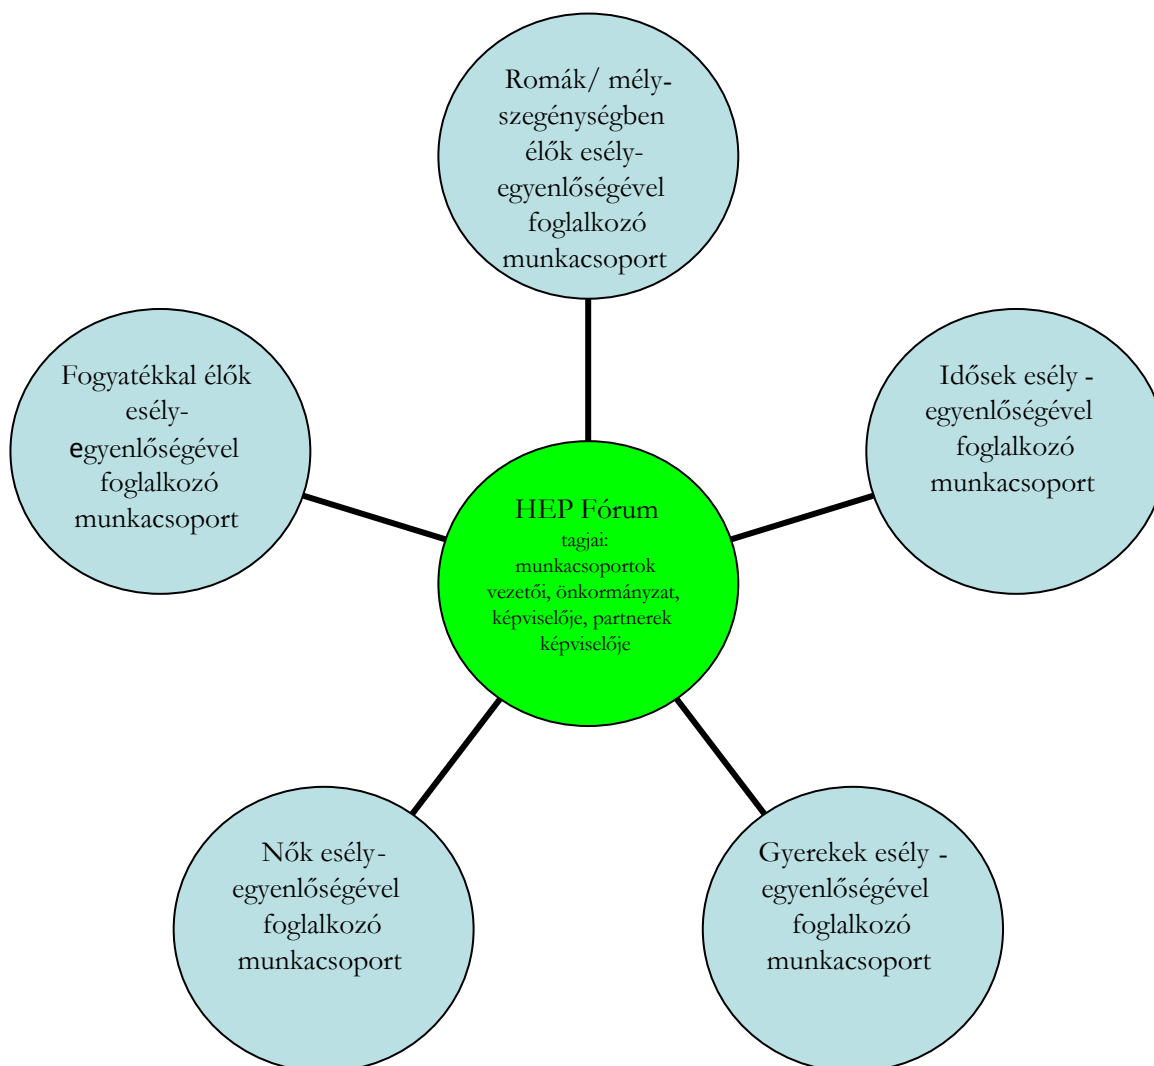 Romák/ mély-
szegénységben
élők esély-
egyenlőségével
foglalkozó
munkacsoport
Fogyatékkal élők
esély-
egyenlőségével
foglalkozó
munkacsoport
Idősek esély -
egyenlőségével
foglalkozó
munkacsoport
HEP Fórum
tagjai:
munkacsoportok
vezetői, önkormányzat,
képviselője, partnerek
képviselője
Nők esély-
egyenlőségével
foglalkozó
munkacsoport
Gyerekek esély -
egyenlőségével
foglalkozó
munkacsoport